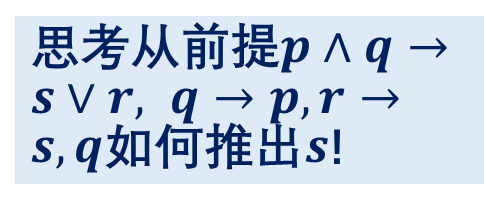 思考从前提p ∧ q →
s ∨ r, q → p, r →
s, q如何推出s!